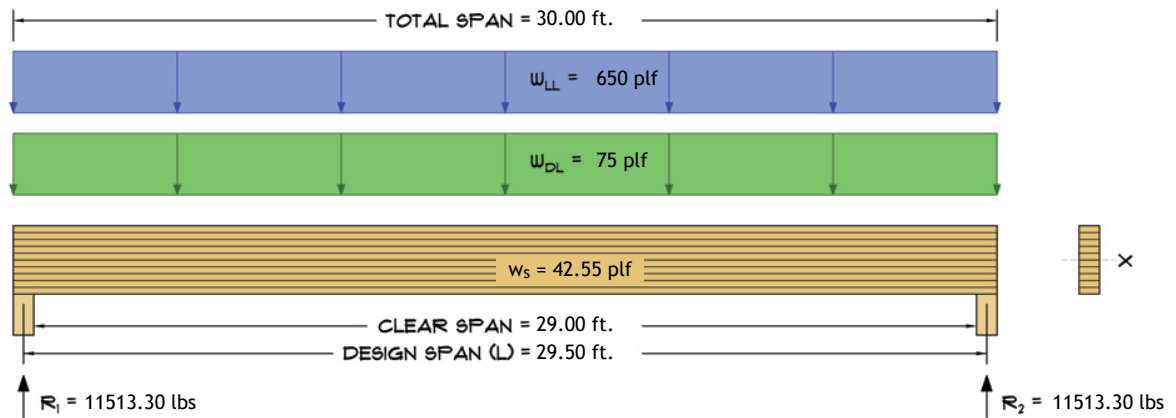 TOTAL SPAN = 30.00 ft.
WLL = 650 plf
WDL = 75 plf
ws = 42.55 plf
X
CLEAR SPAN = 29.00 ft.
DESIGN SPAN (L) = 29.50 ft.
R1 = 11513.30 lbs
R2 = 11513.30 lbs